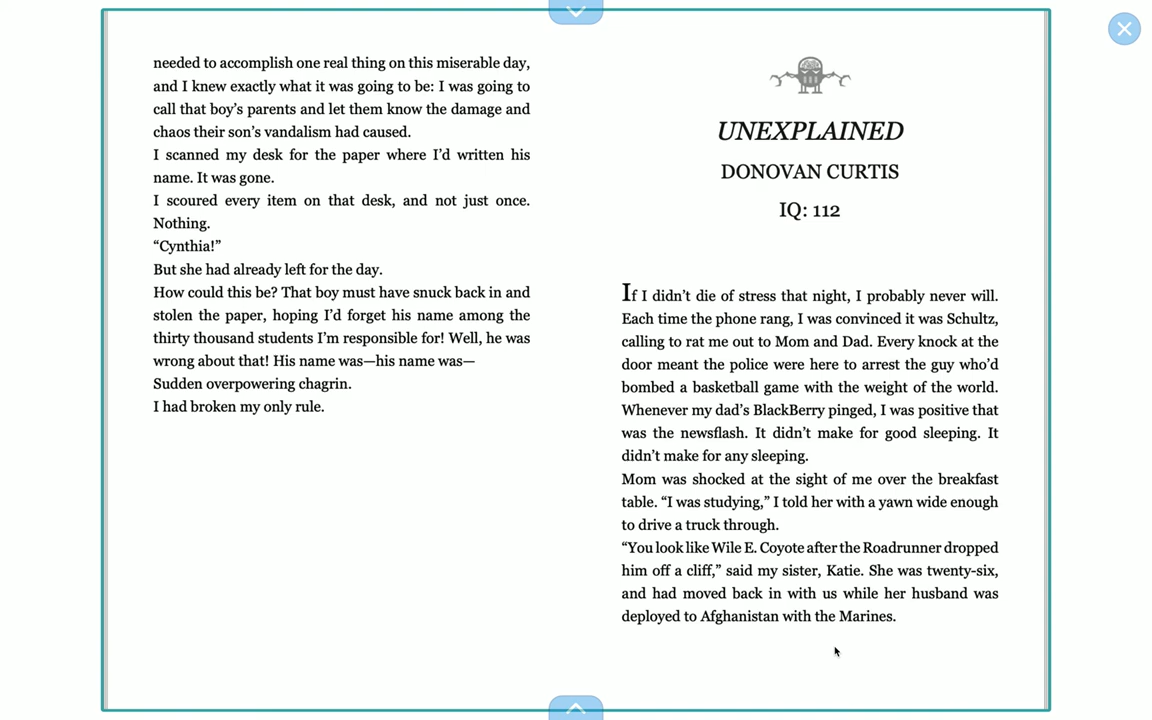 needed to accomplish one real thing on this miserable day,
and I knew exactly what it was going to be: I was going to
call that boy’s parents and let them know the damage and
chaos their son’s vandalism had caused.
I scanned my desk for the paper where I’d written his
name. It was gone.
I scoured every item on that desk, and not just once.
Nothing.
“Cynthia!”
But she had already left for the day.
How could this be? That boy must have snuck back in and
stolen the paper, hoping I’d forget his name among the
thirty thousand students I’m responsible for! Well, he was
wrong about that! His name was—his name was—
Sudden overpowering chagrin.
I had broken my only rule.
UNEXPLAINED
DONOVAN CURTIS
IQ: 112
If I didn’t die of stress that night, I probably never will.
Each time the phone rang, I was convinced it was Schultz,
calling to rat me out to Mom and Dad. Every knock at the
door meant the police were here to arrest the guy who’d
bombed a basketball game with the weight of the world.
Whenever my dad’s BlackBerry pinged, I was positive that
was the newsflash. It didn’t make for good sleeping. It
didn’t make for any sleeping.
Mom was shocked at the sight of me over the breakfast
table. “I was studying,” I told her with a yawn wide enough
to drive a truck through.
“You look like Wile E. Coyote after the Roadrunner dropped
him off a cliff,” said my sister, Katie. She was twenty-six,
and had moved back in with us while her husband was
deployed to Afghanistan with the Marines.